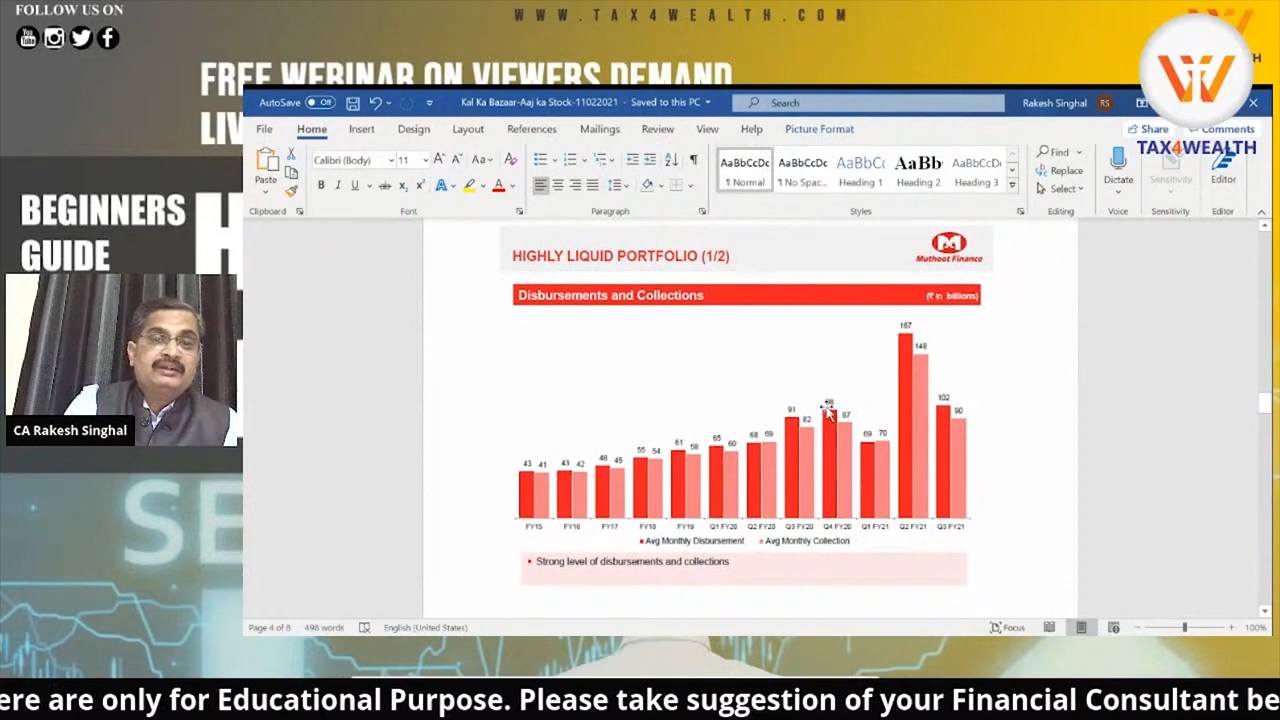 FOLLOW US ON
You Tube
WWW.TAX4WEALTH.COM
FREE WEBINAR ON VIEWERS DEMAND
BEGINNERS
GUIDE
CA Rakesh Singhal
TAX4WEALTH
AutoSave Off Kal Ka Bazaar-Aaj ka Stock-11022021 - Saved to this PC Search Rakesh Singhal RS
File Home Insert Design Layout References Mailings Review View Help Picture Format Share Comments
Paste Calibri (Body) 11 Aa
AaBbCcDc AaBbCcDc AaBbCc AaBb AaBbCcD
¶ Normal ¶ No Spac... Heading 1 Heading 2 Heading 3
Find
Replace
Select
Dictate Sensitivity Editor
Clipboard Font Paragraph Styles Editing Voice Sensitivity Editor
HIGHLY LIQUID PORTFOLIO (1/2)
Muthoot Finance
Disbursements and Collections (₹ in billions)
43 41 43 42 46 45 55 54 61 58 65 60 68 69 91 82 87 69 70 167 148 102 90
FY15 FY16 FY17 FY18 FY19 Q1 FY20 Q2 FY20 Q3 FY20 Q4 FY20 Q1 FY21 Q2 FY21 Q3 FY21
Avg Monthly Disbursement Avg Monthly Collection
Strong level of disbursements and collections
Page 4 of 8 498 words English (United States) Focus 100%
ere are only for Educational Purpose. Please take suggestion of your Financial Consultant be